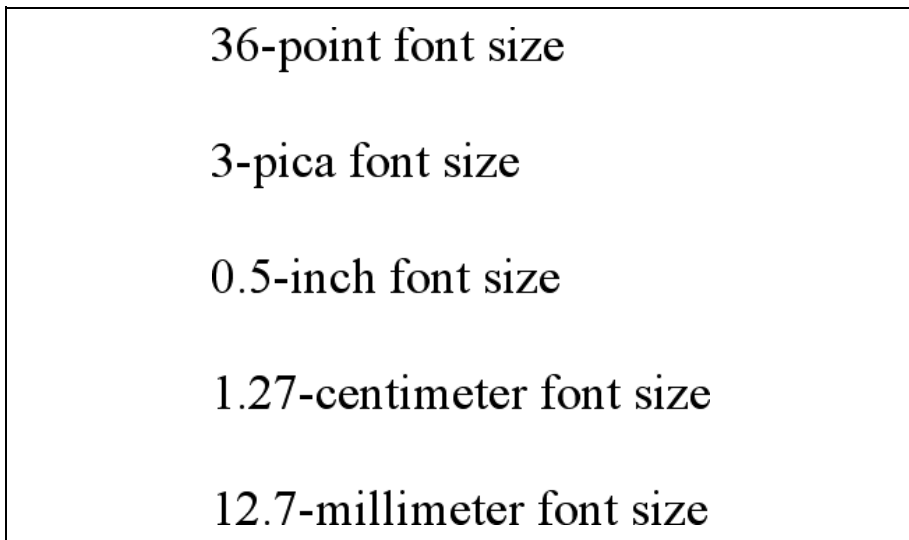 36-point font size
3-pica font size
0.5-inch font size
1.27-centimeter font size
12.7-millimeter font size